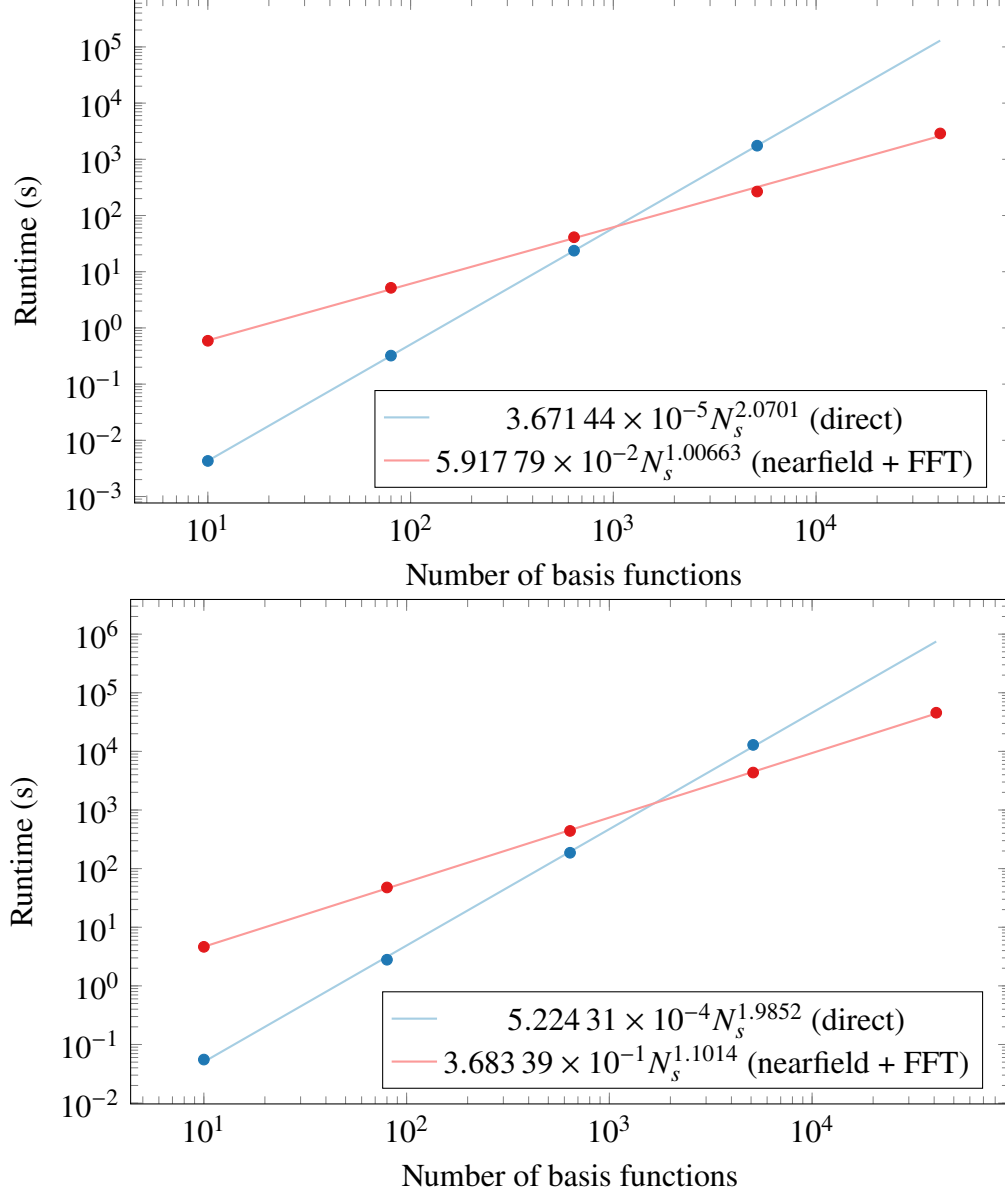 10^5
10^4
10^3
10^2
10^1
10^0
10^−1
10^−2
10^−3
Runtime (s)
3.671 44 × 10^−5 N_s^2.0701 (direct)
5.917 79 × 10^−2 N_s^1.00663 (nearfield + FFT)
10^1 10^2 10^3 10^4
Number of basis functions
10^6
10^5
10^4
10^3
10^2
10^1
10^0
10^−1
10^−2
Runtime (s)
5.224 31 × 10^−4 N_s^1.9852 (direct)
3.683 39 × 10^−1 N_s^1.1014 (nearfield + FFT)
10^1 10^2 10^3 10^4
Number of basis functions